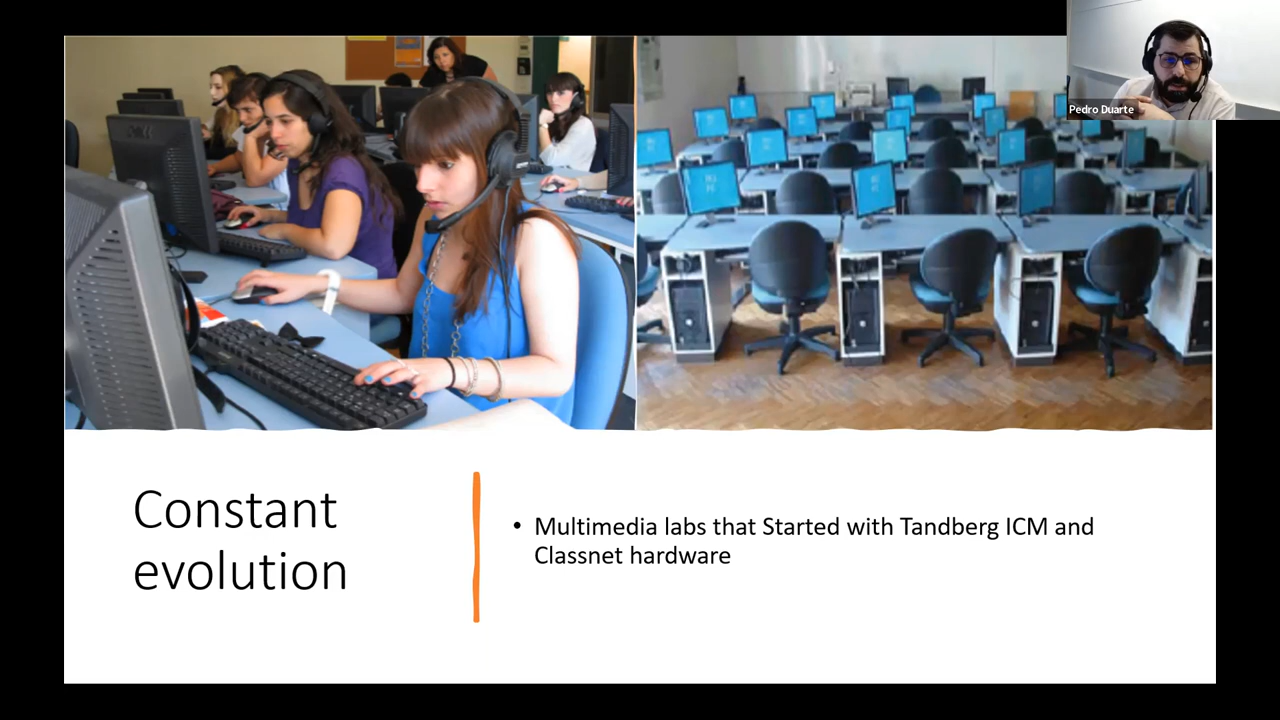 Pedro Duarte
Constant
evolution
• Multimedia labs that Started with Tandberg ICM and
Classnet hardware